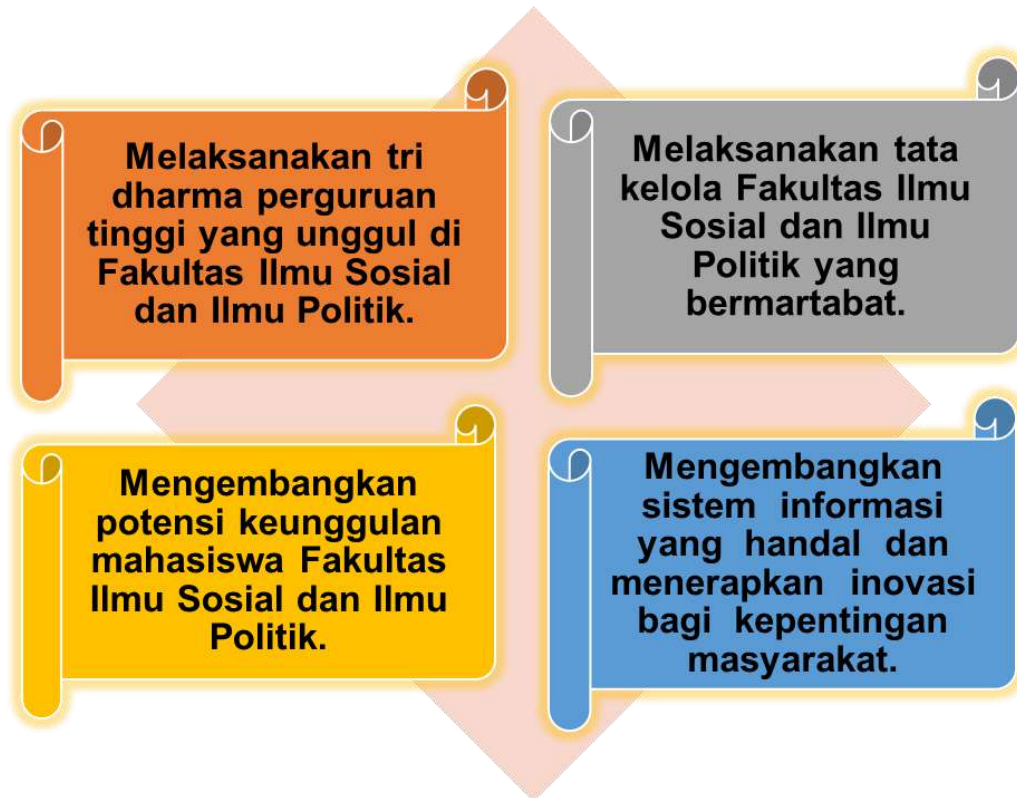 Melaksanakan tri
dharma perguruan
tinggi yang unggul di
Fakultas Ilmu Sosial
dan Ilmu Politik.
Melaksanakan tata
kelola Fakultas Ilmu
Sosial dan Ilmu
Politik yang
bermartabat.
Mengembangkan
potensi keunggulan
mahasiswa Fakultas
Ilmu Sosial dan Ilmu
Politik.
Mengembangkan
sistem informasi
yang handal dan
menerapkan inovasi
bagi kepentingan
masyarakat.